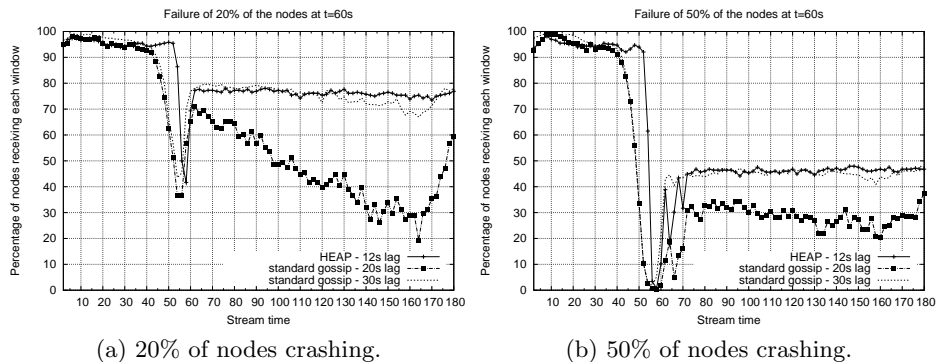 Failure of 20% of the nodes at t=60s
Percentage of nodes receiving each window
100
90
80
70
60
50
40
30
20
10
0
HEAP - 12s lag
standard gossip - 20s lag
standard gossip - 30s lag
10 20 30 40 50 60 70 80 90 100 110 120 130 140 150 160 170 180
Stream time
(a) 20% of nodes crashing.
Failure of 50% of the nodes at t=60s
Percentage of nodes receiving each window
100
90
80
70
60
50
40
30
20
10
0
HEAP - 12s lag
standard gossip - 20s lag
standard gossip - 30s lag
10 20 30 40 50 60 70 80 90 100 110 120 130 140 150 160 170 180
Stream time
(b) 50% of nodes crashing.